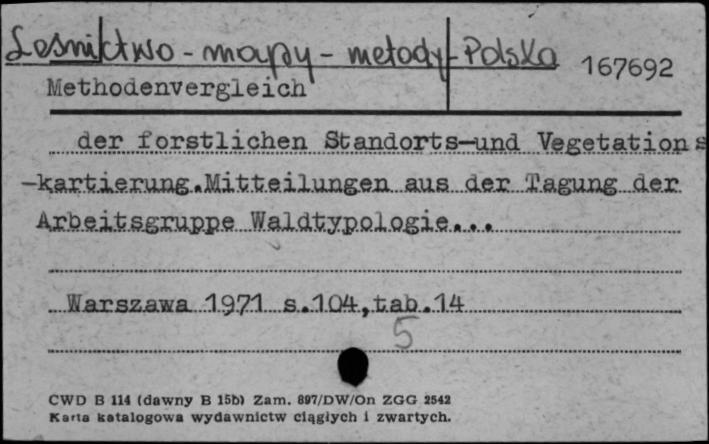 Leśnictwo - mapy - metody - Polska 167692
Methodenvergleich
der forstlichen Standorts-und Vegetations
-kartierung.Mitteilungen aus der Tagung der
Arbeitsgruppe Waldtypologie...
Warszawa 1971 s.104,tab.14
5
CWD B 114 (dawny B 15b) Zam. 897/DW/On ZGG 2542
Karta katalogowa wydawnictw ciągłych i zwartych.